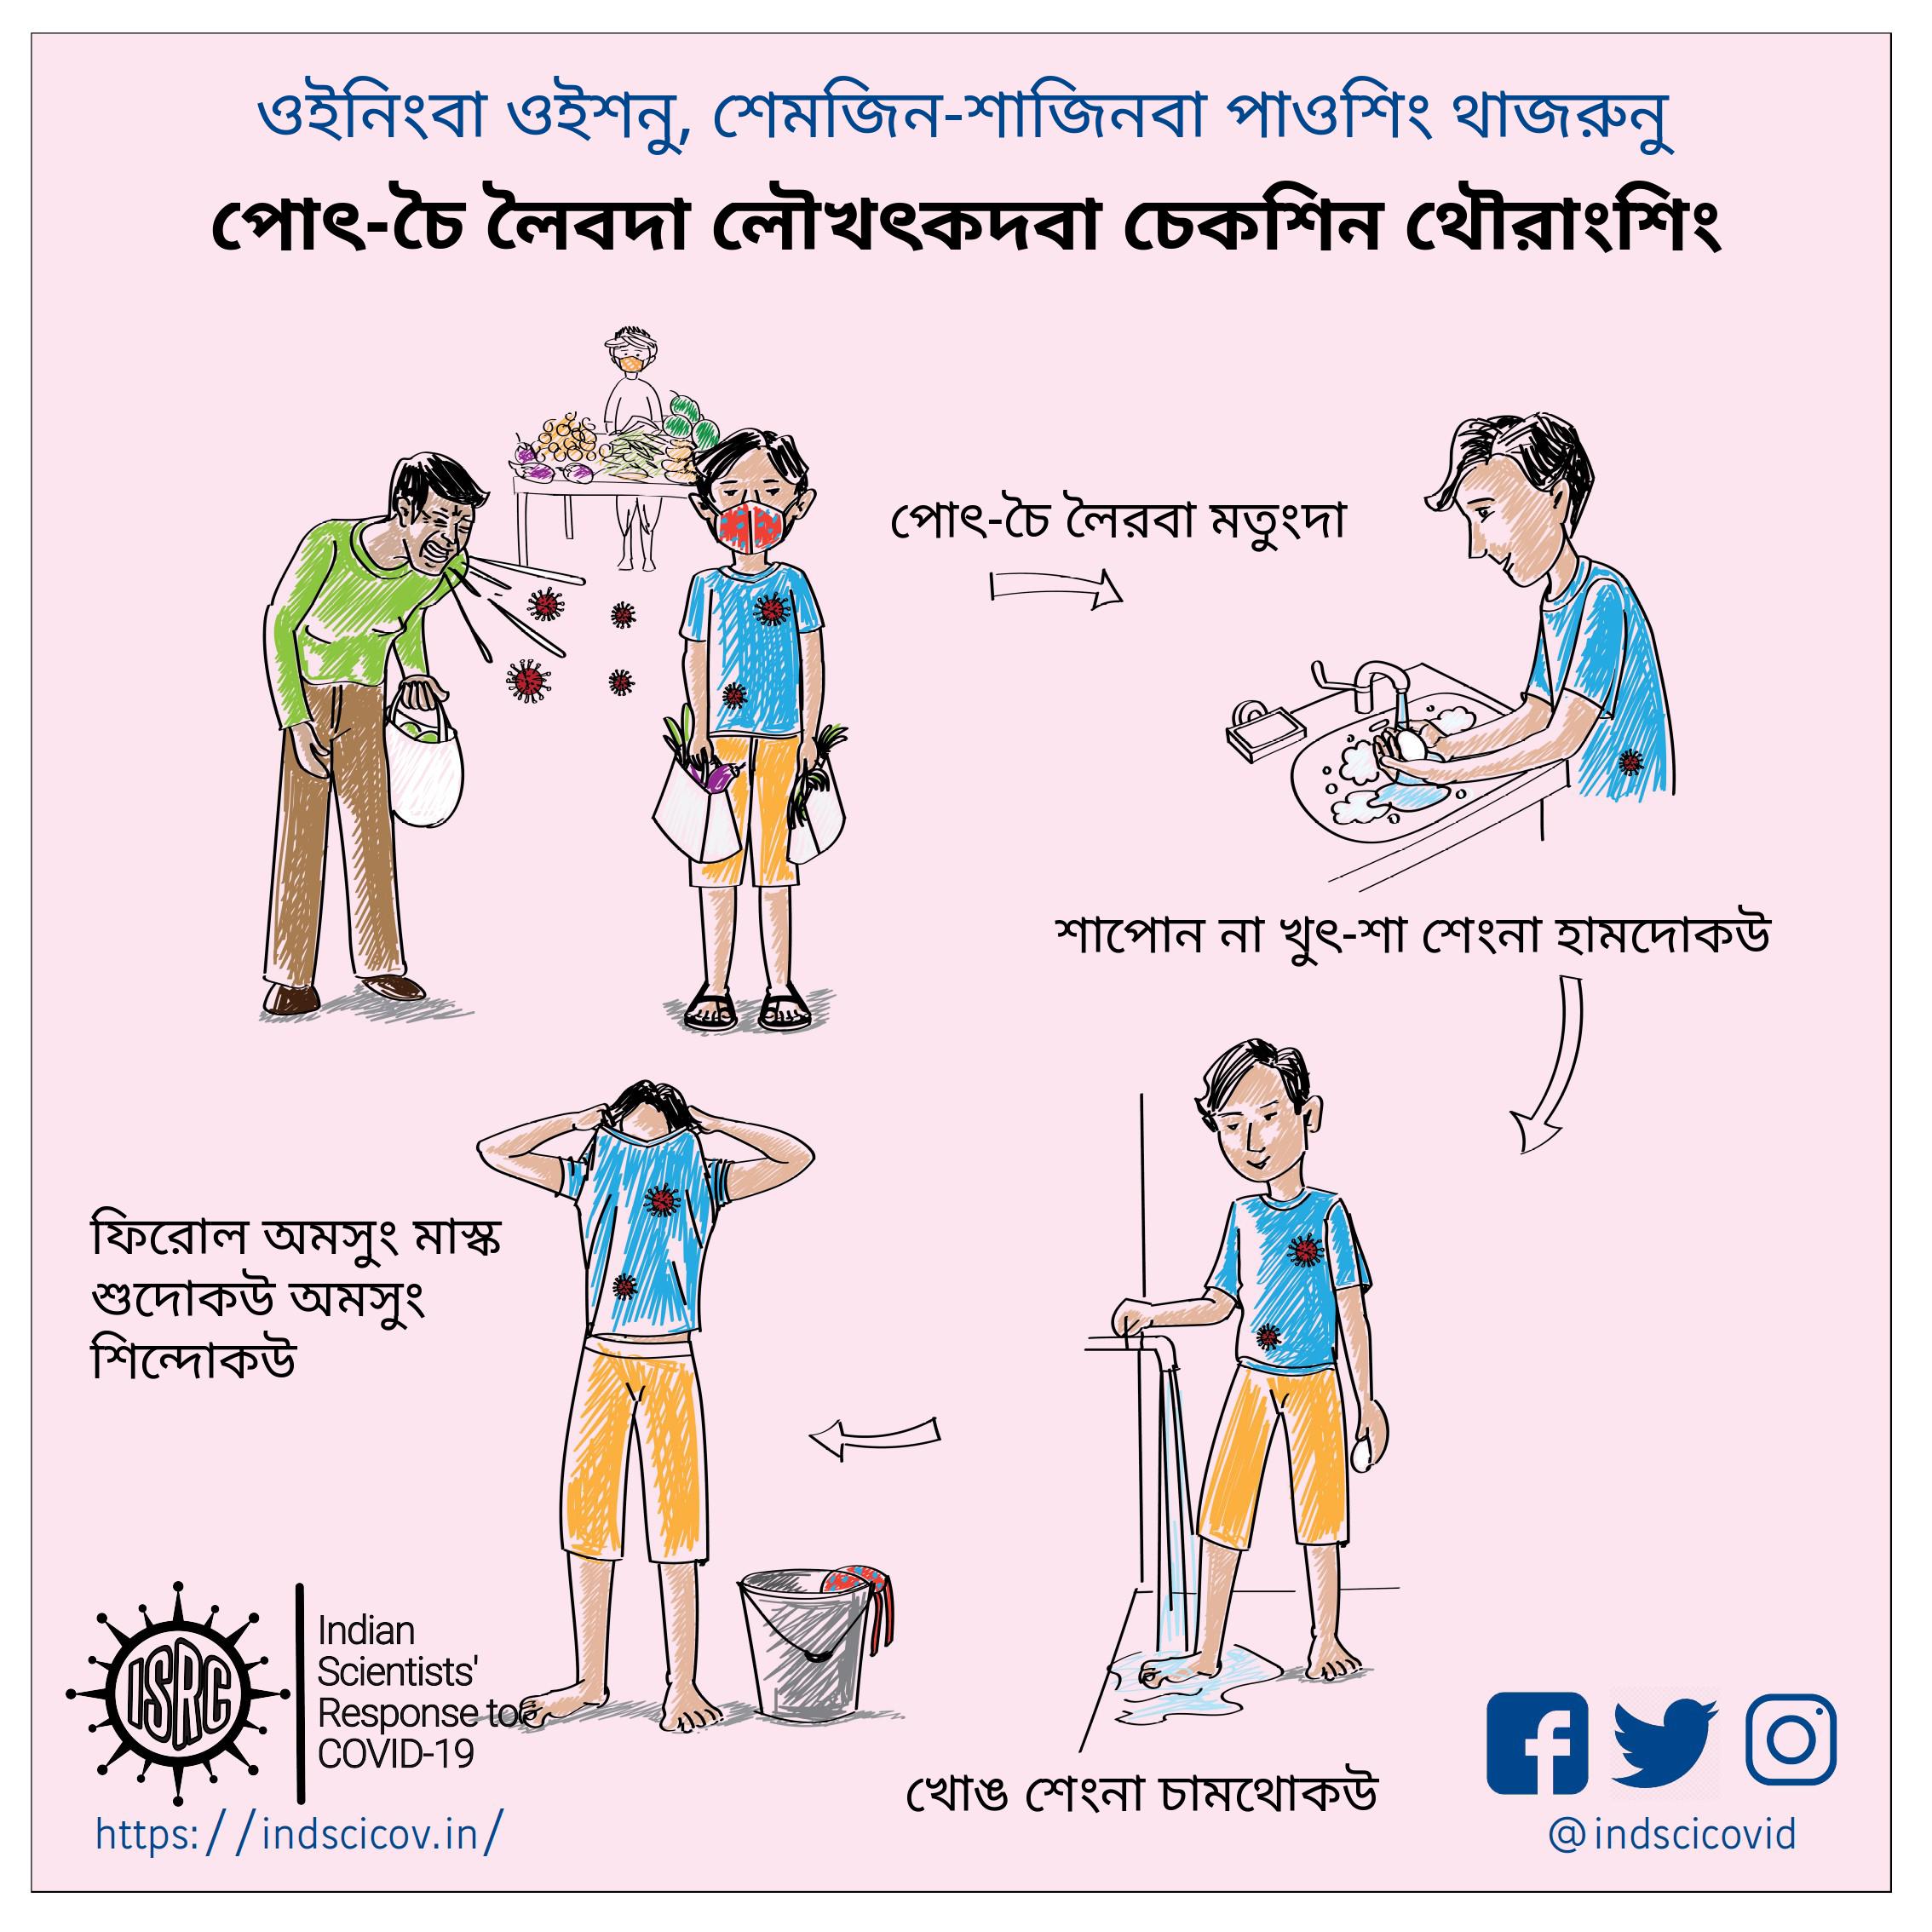 ওইনিংবা ওইশনু, শেমজিন-শাজিনবা পাওশিং থাজরুনু
পোৎ-চৈ লৈবদা লৌখৎকদবা চেকশিন থৌরাংশিং
পোৎ-চৈ লৈরবা মতুংদা
শাপোন না খুৎ-শা শেংনা হামদোকউ
ফিরোল অমসুং মাস্ক
শুদোকউ অমসুং
শিন্দোকউ
খোঙ শেংনা চামথোকউ
ISRC
Indian
Scientists'
Response to
COVID-19
https://indscicov.in/
@indscicovid